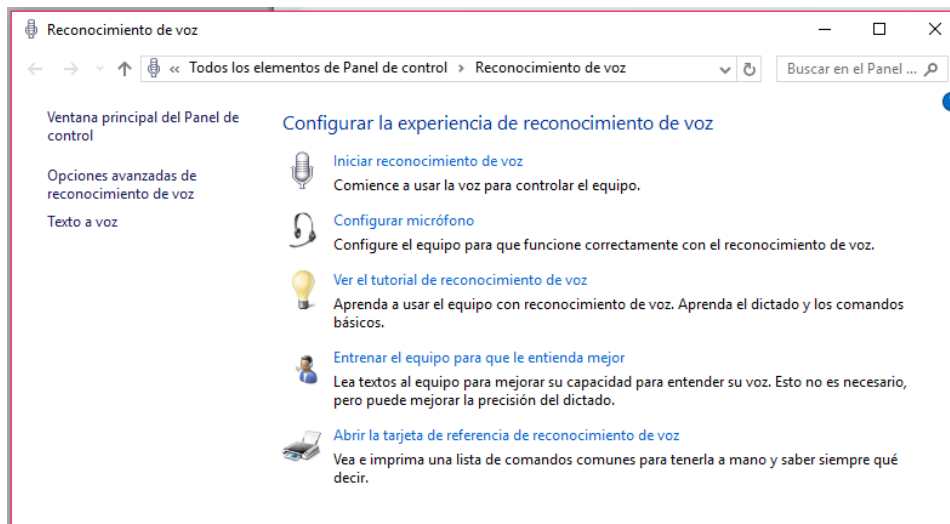 Reconocimiento de voz
« Todos los elementos de Panel de control > Reconocimiento de voz
Buscar en el Panel ...
Ventana principal del Panel de
control
Opciones avanzadas de
reconocimiento de voz
Texto a voz
Configurar la experiencia de reconocimiento de voz
Iniciar reconocimiento de voz
Comience a usar la voz para controlar el equipo.
Configurar micrófono
Configure el equipo para que funcione correctamente con el reconocimiento de voz.
Ver el tutorial de reconocimiento de voz
Aprenda a usar el equipo con reconocimiento de voz. Aprenda el dictado y los comandos
básicos.
Entrenar el equipo para que le entienda mejor
Lea textos al equipo para mejorar su capacidad para entender su voz. Esto no es necesario,
pero puede mejorar la precisión del dictado.
Abrir la tarjeta de referencia de reconocimiento de voz
Vea e imprima una lista de comandos comunes para tenerla a mano y saber siempre qué
decir.